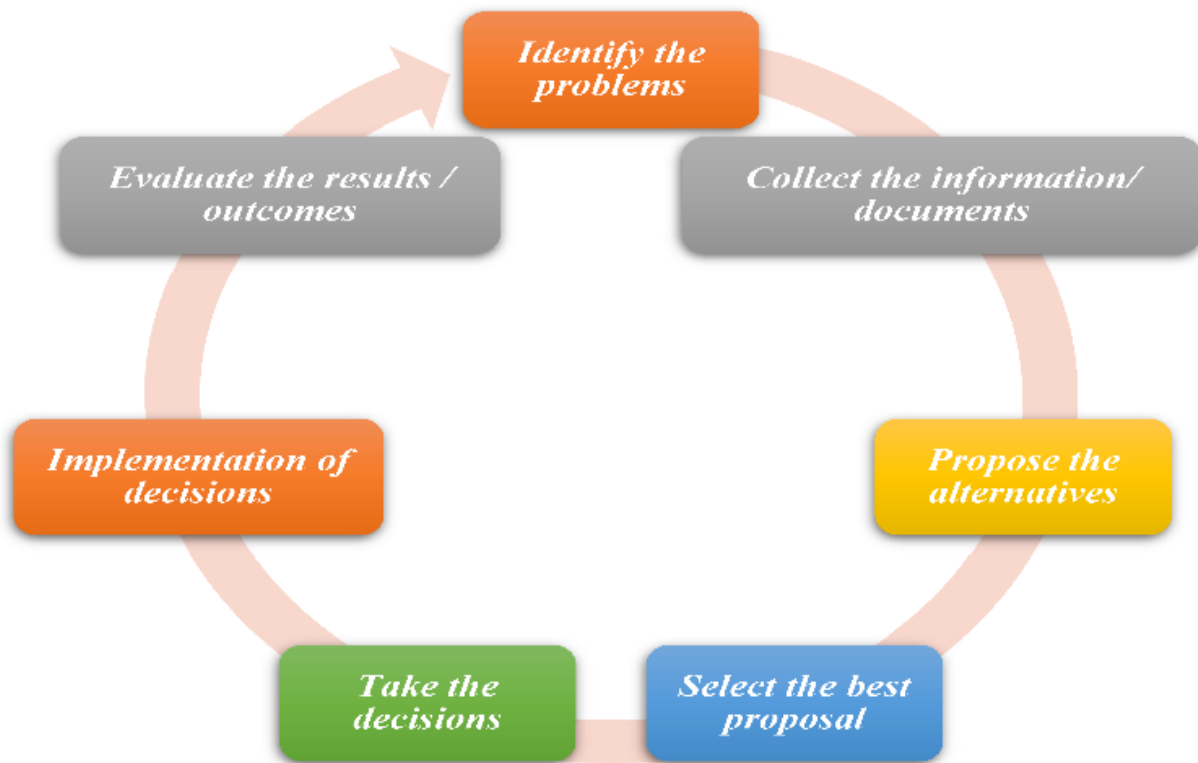 Identify the
problems
Collect the information/
documents
Propose the
alternatives
Select the best
proposal
Take the
decisions
Implementation of
decisions
Evaluate the results /
outcomes